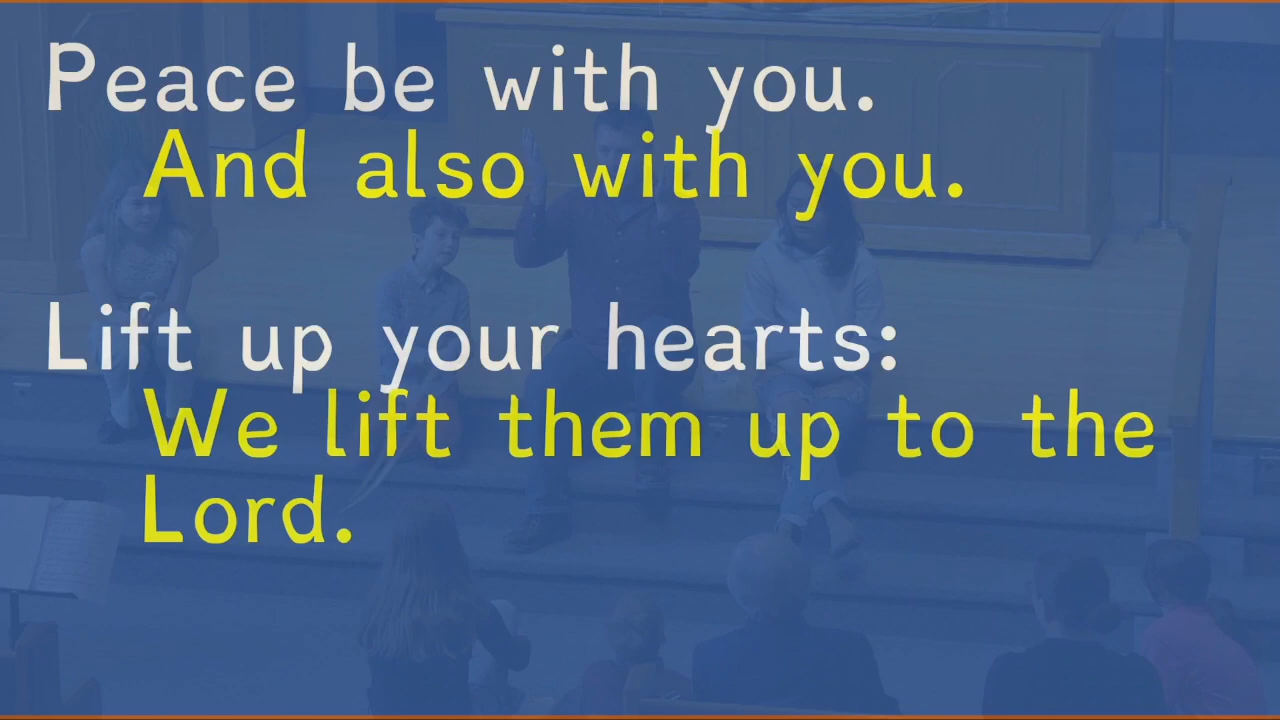 Peace be with you.
And also with you.
Lift up your hearts:
We lift them up to the
Lord.